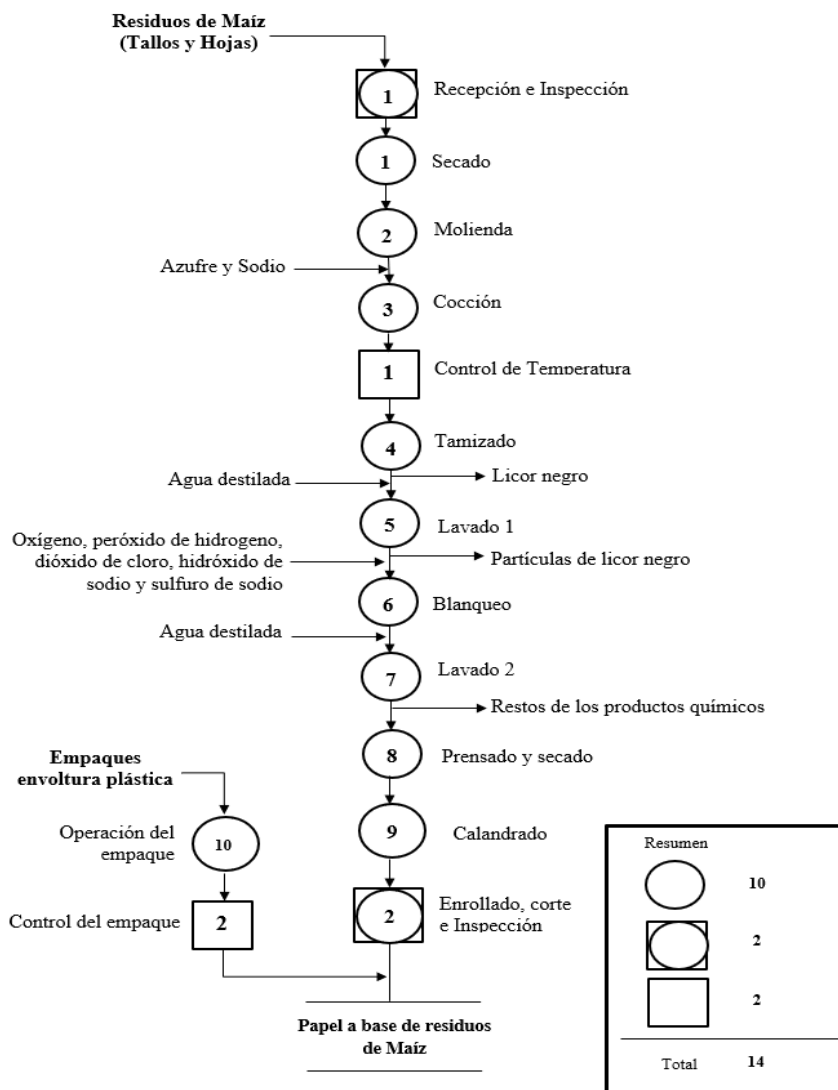 Residuos de Maíz
(Tallos y Hojas)
1
Recepción e Inspección
1
Secado
2
Molienda
Azufre y Sodio
3
Cocción
1
Control de Temperatura
4
Tamizado
Agua destilada
Licor negro
5
Lavado 1
Oxígeno, peróxido de hidrogeno,
dióxido de cloro, hidróxido de
sodio y sulfuro de sodio
Partículas de licor negro
6
Blanqueo
Agua destilada
7
Lavado 2
Restos de los productos químicos
8
Prensado y secado
Empaques
envoltura plástica
9
Calandrado
Operación del
empaque
10
2
Enrollado, corte
e Inspección
Control del empaque
2
Papel a base de residuos
de Maíz
Resumen
10
2
2
Total 14